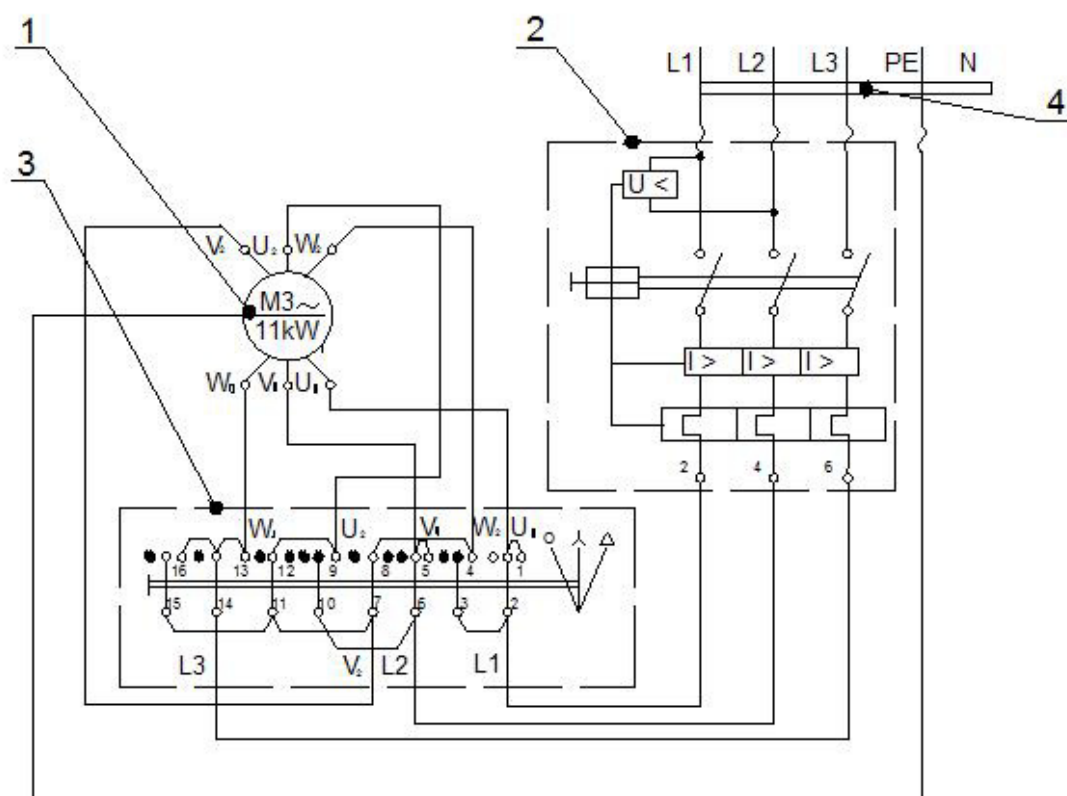 1
2
L1 L2 L3 PE N
4
U <
3
V₂ U₂ W₂
M3~
11kW
I > I > I >
W₁ V₁ U₁
2 4 6
W₁ U₂ V₁ W₂ U₁
16 13 12 9 8 5 4 1
15 14 11 10 7 6 3 2
L3 V₂ L2 L1